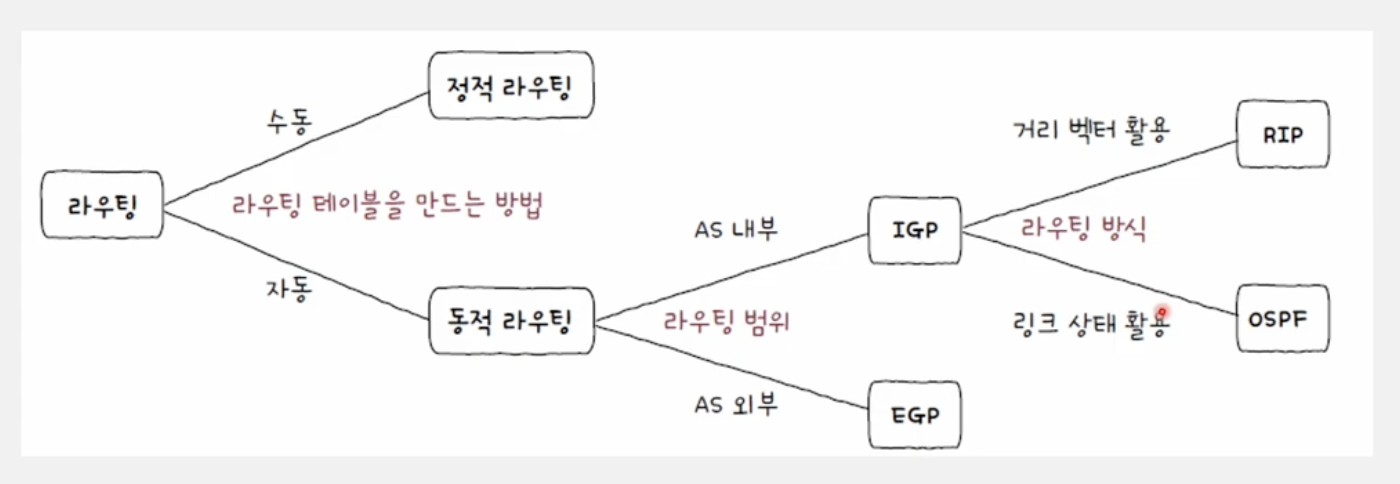 라우팅
수동
자동
라우팅 테이블을 만드는 방법
정적 라우팅
동적 라우팅
AS 내부
라우팅 범위
AS 외부
IGP
EGP
거리 벡터 활용
라우팅 방식
링크 상태 활용
RIP
OSPF